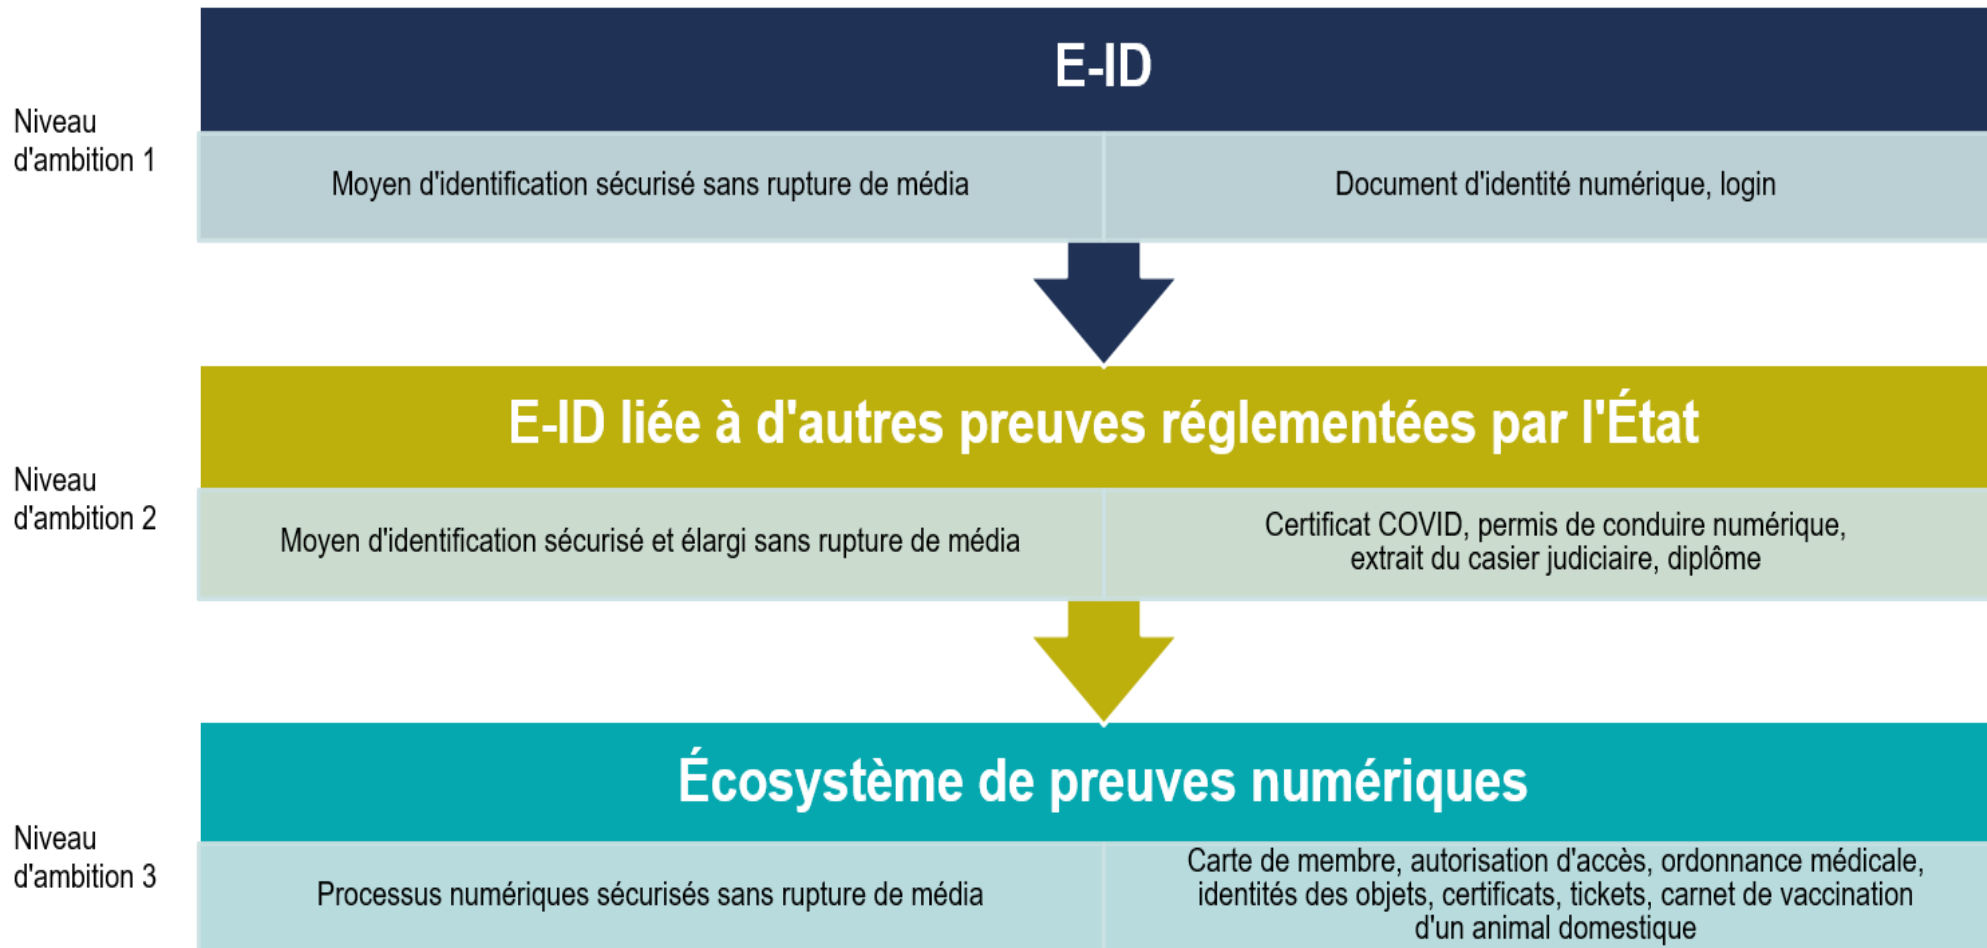 E-ID
Niveau
d'ambition 1
Moyen d'identification sécurisé sans rupture de média
Document d'identité numérique, login
E-ID liée à d'autres preuves réglementées par l'État
Niveau
d'ambition 2
Moyen d'identification sécurisé et élargi sans rupture de média
Certificat COVID, permis de conduire numérique,
extrait du casier judiciaire, diplôme
Écosystème de preuves numériques
Niveau
d'ambition 3
Processus numériques sécurisés sans rupture de média
Carte de membre, autorisation d'accès, ordonnance médicale,
identités des objets, certificats, tickets, carnet de vaccination
d'un animal domestique